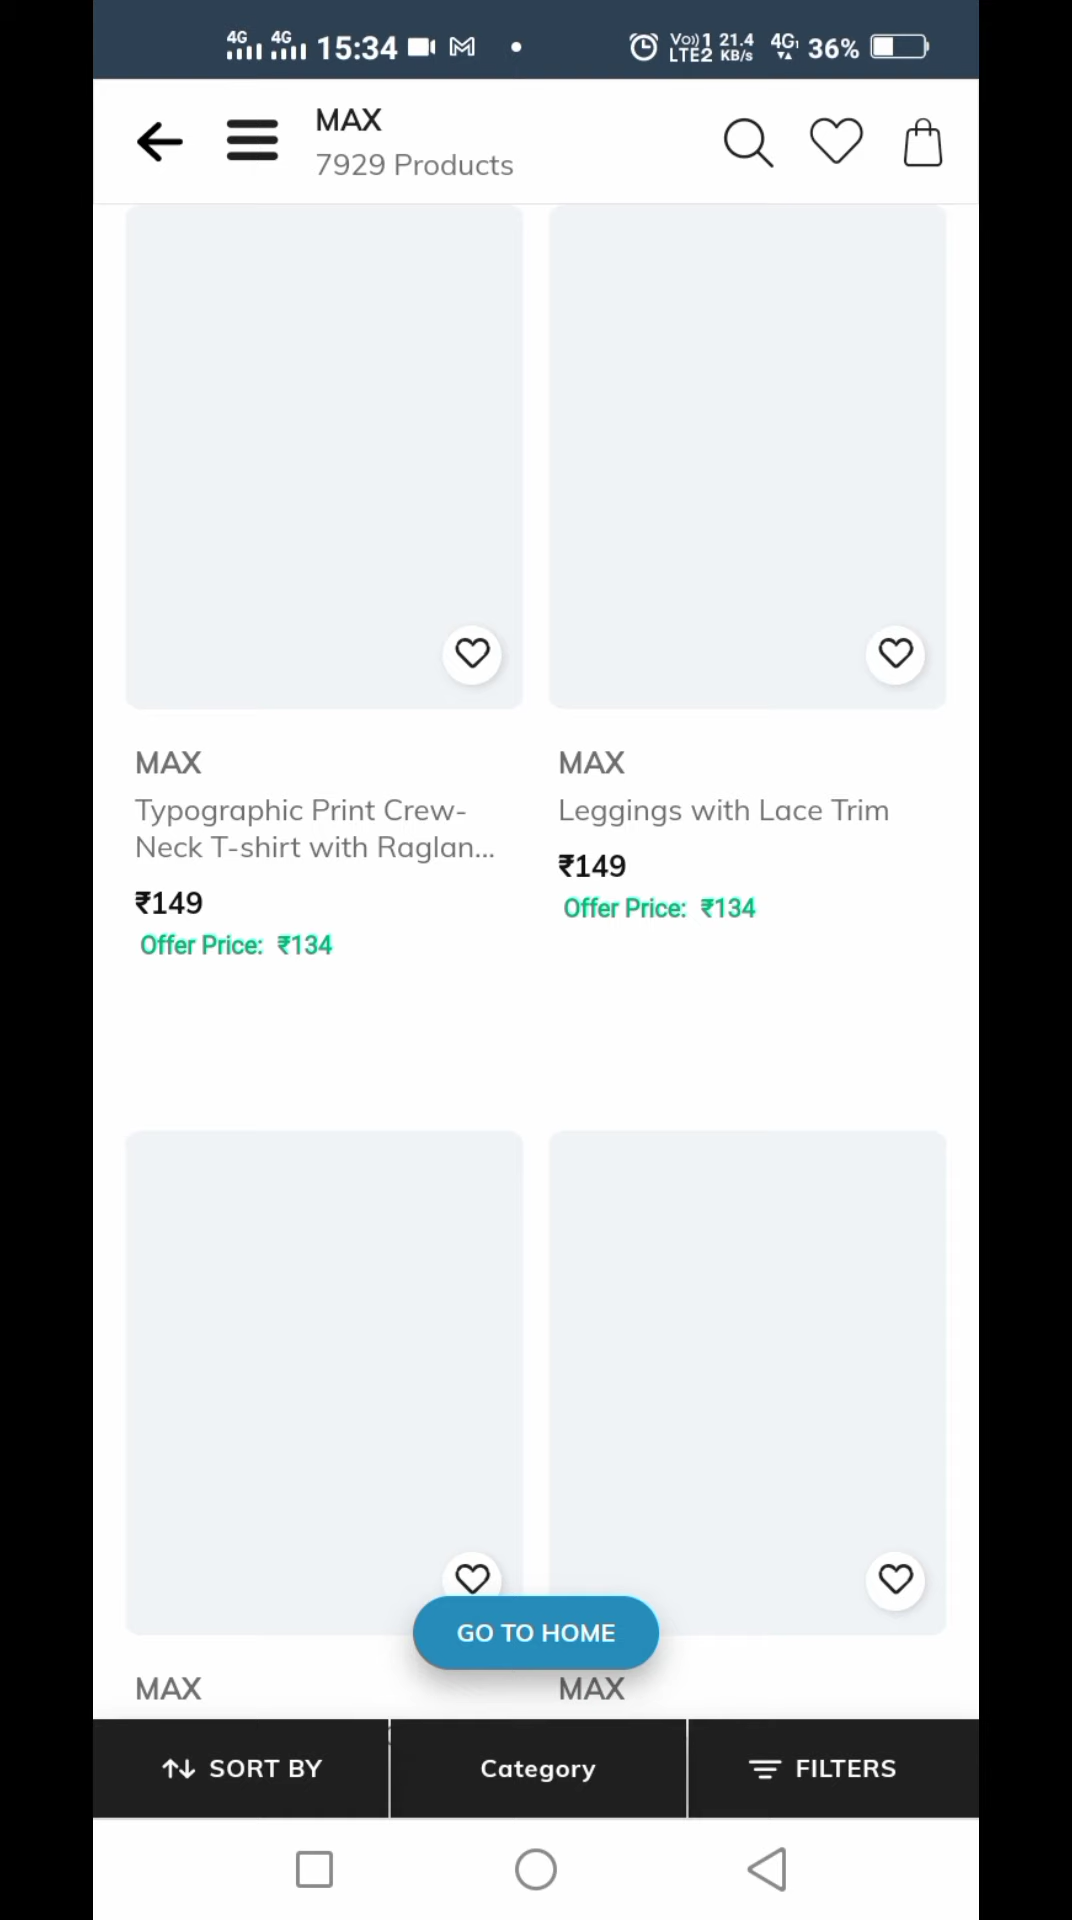 4G 4G 15:34 Vo)) 1 21.4 4G 36%
LTE2 KB/s
MAX
7929 Products
MAX
Typographic Print Crew-
Neck T-shirt with Raglan...
₹149
Offer Price: ₹134
MAX
Leggings with Lace Trim
₹149
Offer Price: ₹134
GO TO HOME
MAX
MAX
SORT BY
Category
FILTERS